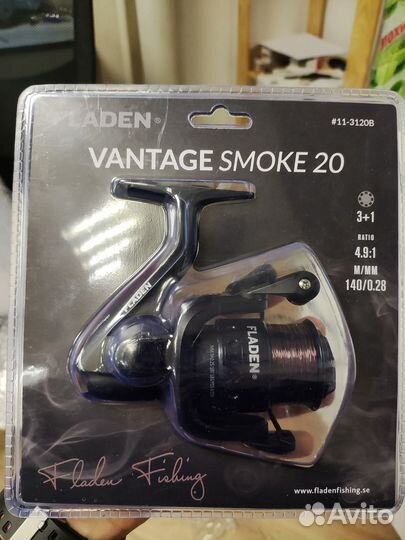 FLADEN®
#11-3120B
VANTAGE SMOKE 20
3+1
RATIO
4.9:1
M/MM
140/0.28
FLADEN
FLADEN®
Fladen Fishing
www.fladenfishing.se
Avito